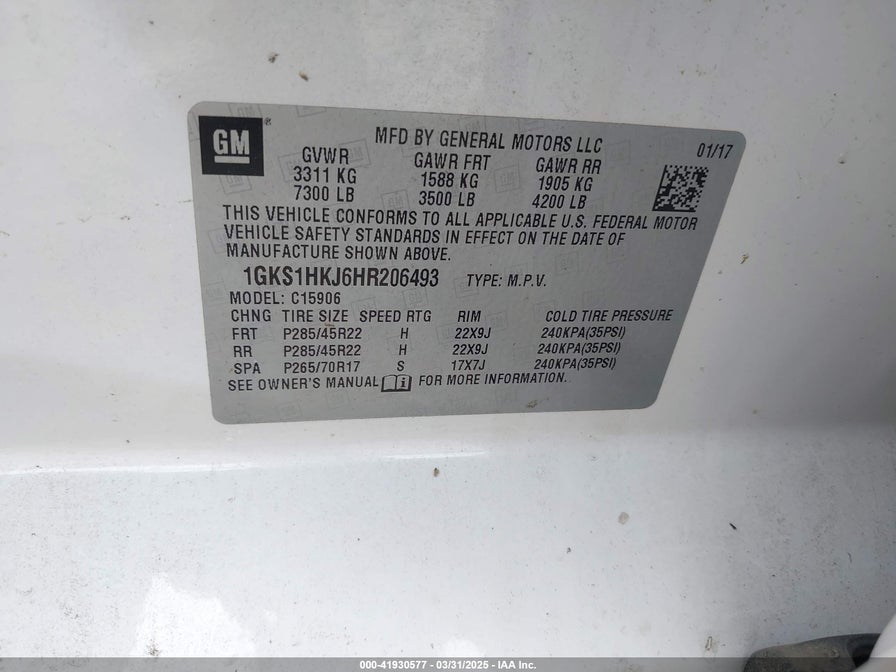 GM ®
MFD BY GENERAL MOTORS LLC 01/17
GVWR GAWR FRT GAWR RR
3311 KG 1588 KG 1905 KG
7300 LB 3500 LB 4200 LB
THIS VEHICLE CONFORMS TO ALL APPLICABLE U.S. FEDERAL MOTOR
VEHICLE SAFETY STANDARDS IN EFFECT ON THE DATE OF
MANUFACTURE SHOWN ABOVE.
1GKS1HKJ6HR206493 TYPE: M.P.V.
MODEL: C15906
CHNG TIRE SIZE SPEED RTG RIM COLD TIRE PRESSURE
FRT P285/45R22 H 22X9J 240KPA(35PSI)
RR P285/45R22 H 22X9J 240KPA(35PSI)
SPA P265/70R17 S 17X7J 240KPA(35PSI)
SEE OWNER'S MANUAL FOR MORE INFORMATION.
000-41930577 - 03/31/2025 - IAA Inc.